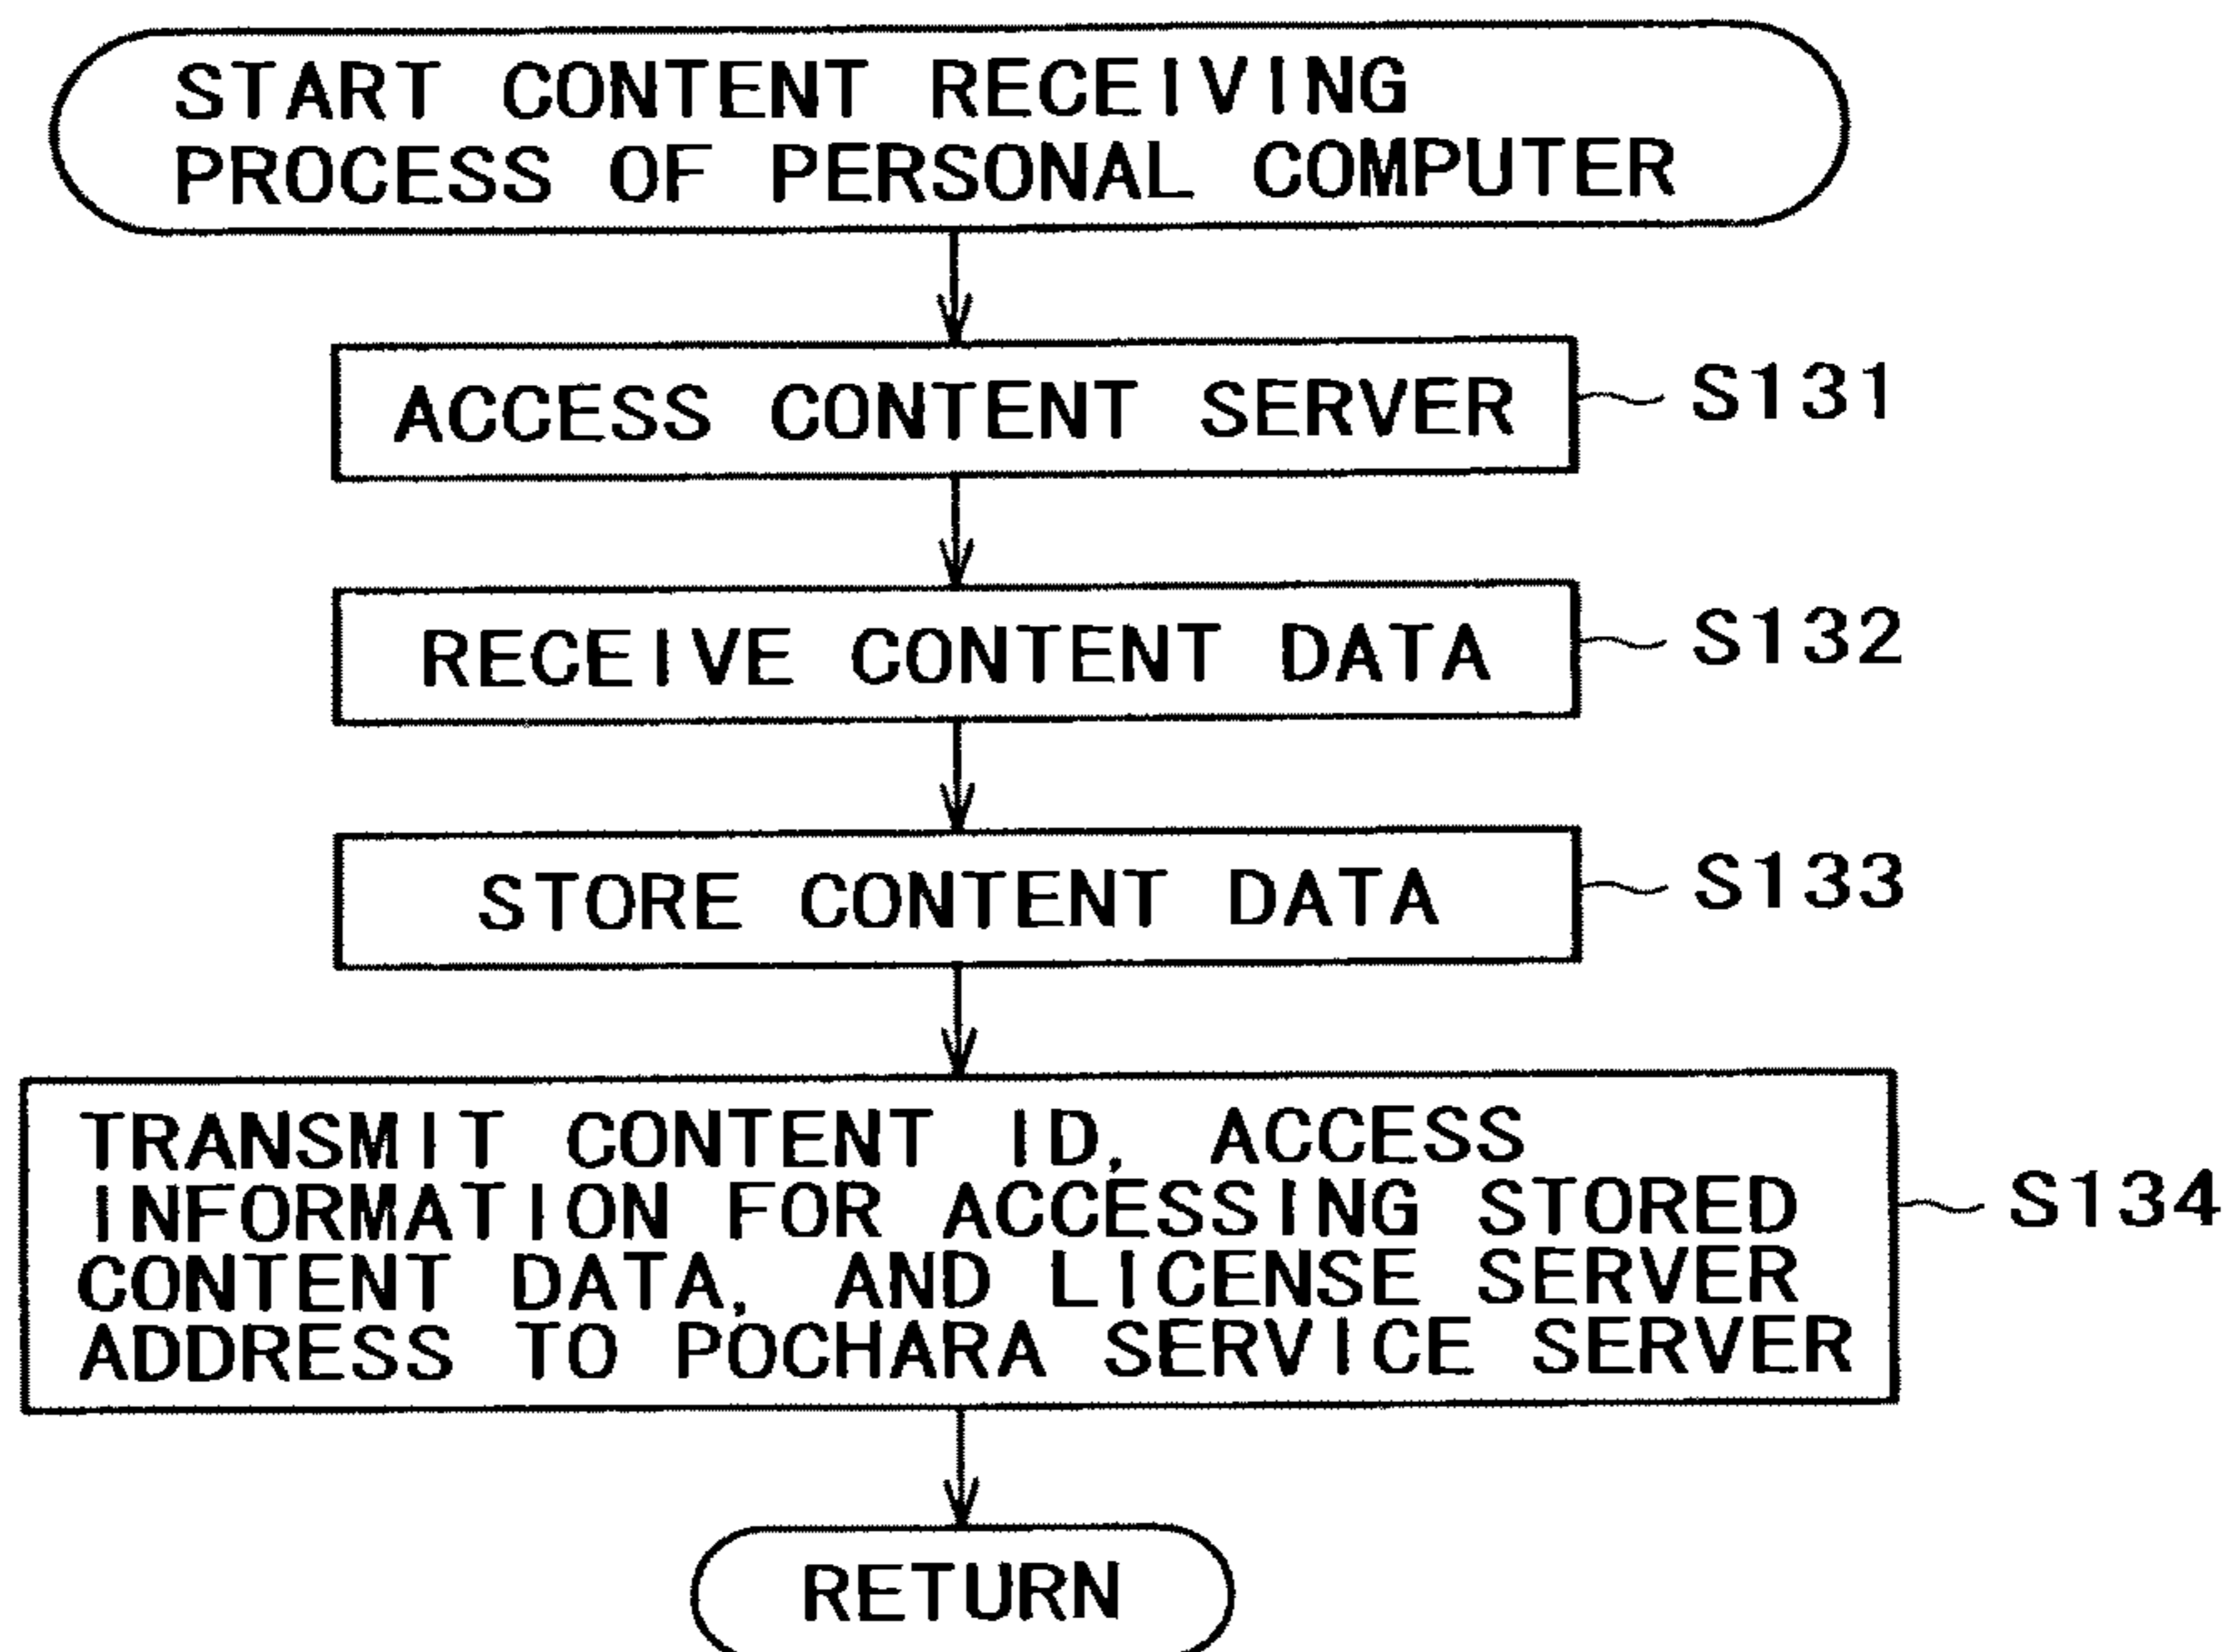 START CONTENT RECEIVING
PROCESS OF PERSONAL COMPUTER
ACCESS CONTENT SERVER
S131
RECEIVE CONTENT DATA
S132
STORE CONTENT DATA
S133
TRANSMIT CONTENT ID, ACCESS
INFORMATION FOR ACCESSING STORED
CONTENT DATA, AND LICENSE SERVER
ADDRESS TO POCHARA SERVICE SERVER
S134
RETURN